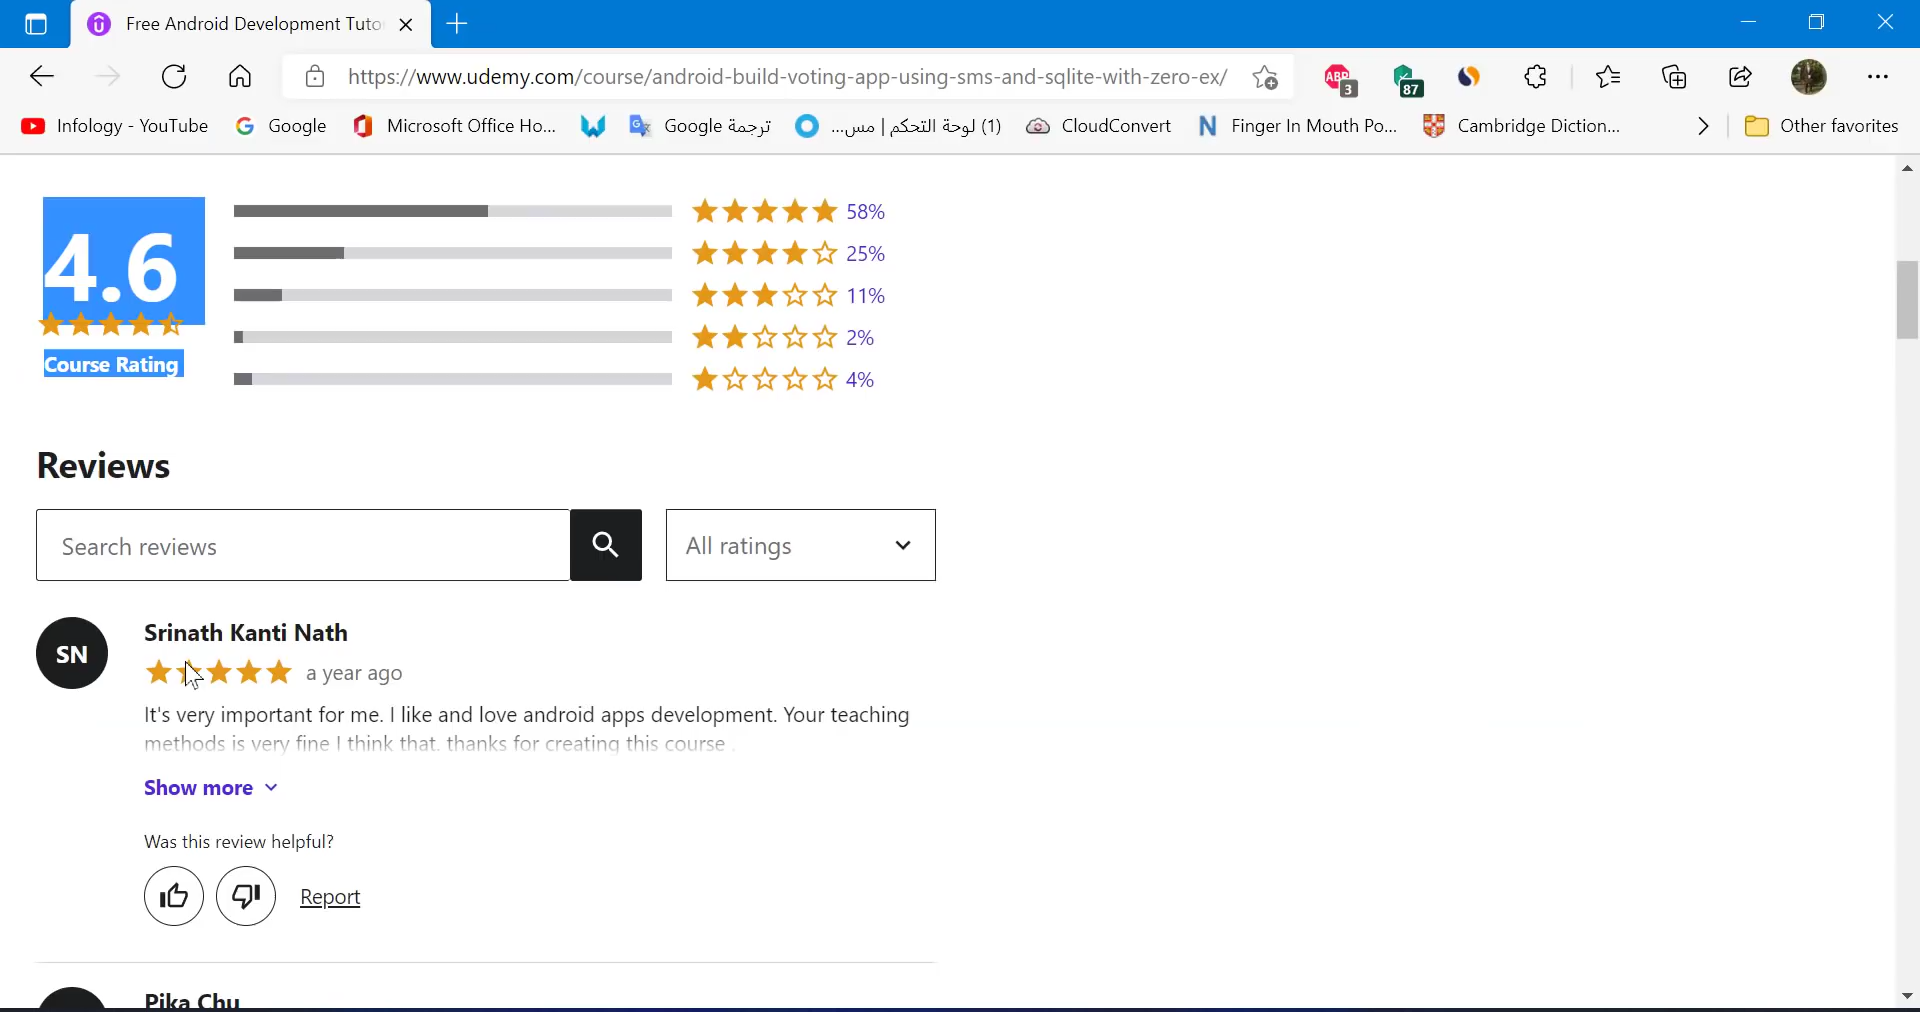 Free Android Development Tuto
https://www.udemy.com/course/android-build-voting-app-using-sms-and-sqlite-with-zero-ex/
ABP
3
87
Infology - YouTube
Google
Microsoft Office Ho...
ترجمة Google
(1) لوحة التحكم | مس...
CloudConvert
Finger In Mouth Po...
Cambridge Diction...
Other favorites
4.6
Course Rating
58%
25%
11%
2%
4%
Reviews
Search reviews
All ratings
SN
Srinath Kanti Nath
a year ago
It's very important for me. I like and love android apps development. Your teaching
methods is very fine I think that. thanks for creating this course .
Show more
Was this review helpful?
Report
Pika Chu